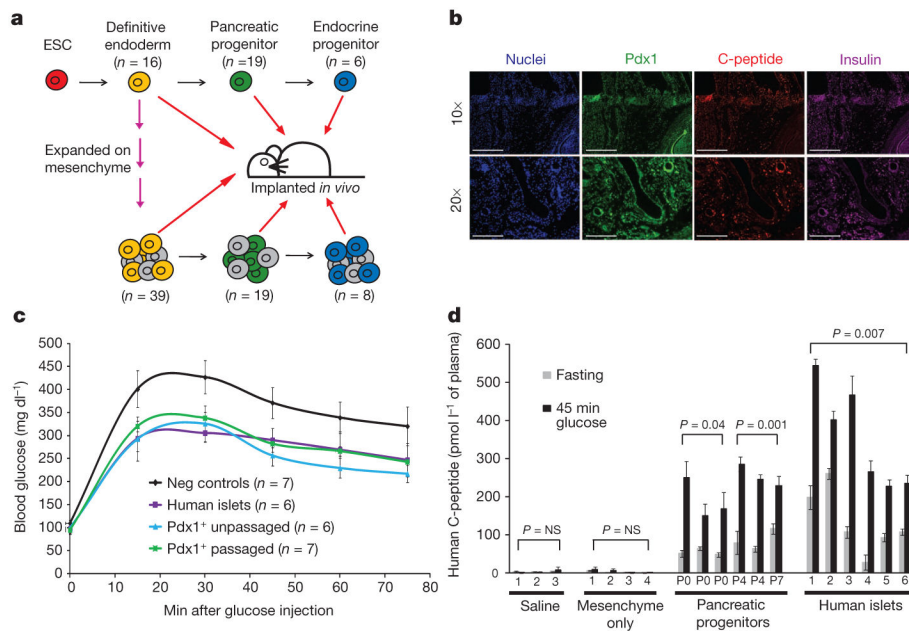 a
Definitive
endoderm
(n = 16)
Pancreatic
progenitor
(n =19)
Endocrine
progenitor
(n = 6)
ESC
Expanded on
mesenchyme
Implanted in vivo
(n = 39)
(n = 19)
(n = 8)
b
Nuclei
Pdx1
C-peptide
Insulin
10×
20×
c
Blood glucose (mg dl⁻¹)
500
450
400
350
300
250
200
150
100
50
0
Neg controls (n = 7)
Human islets (n = 6)
Pdx1⁺ unpassaged (n = 6)
Pdx1⁺ passaged (n = 7)
0 10 20 30 40 50 60 70 80
Min after glucose injection
d
Human C-peptide (pmol l⁻¹ of plasma)
600
500
400
300
200
100
0
Fasting
45 min
glucose
P = NS
P = NS
P = 0.04
P = 0.001
P = 0.007
1 2 3 1 2 3 4 P0 P0 P0 P4 P4 P7 1 2 3 4 5 6
Saline
Mesenchyme
only
Pancreatic
progenitors
Human islets